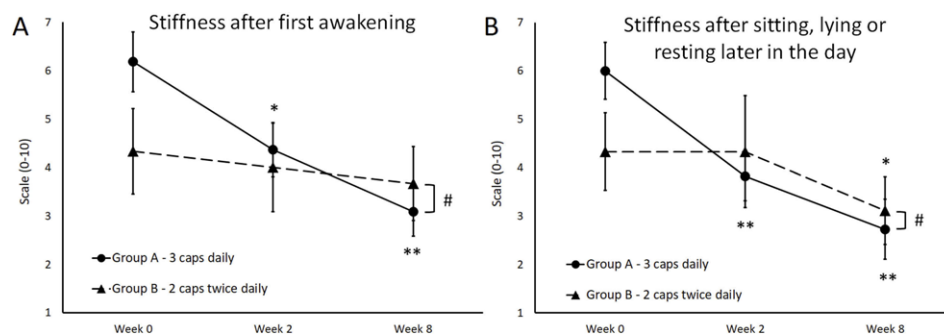 A
Stiffness after first awakening
7
6
5
4
3
2
1
Scale (0-10)
*
**
#
Group A - 3 caps daily
Group B - 2 caps twice daily
Week 0
Week 2
Week 8
B
Stiffness after sitting, lying or
resting later in the day
7
6
5
4
3
2
1
Scale (0-10)
**
*
#
**
Group A - 3 caps daily
Group B - 2 caps twice daily
Week 0
Week 2
Week 8